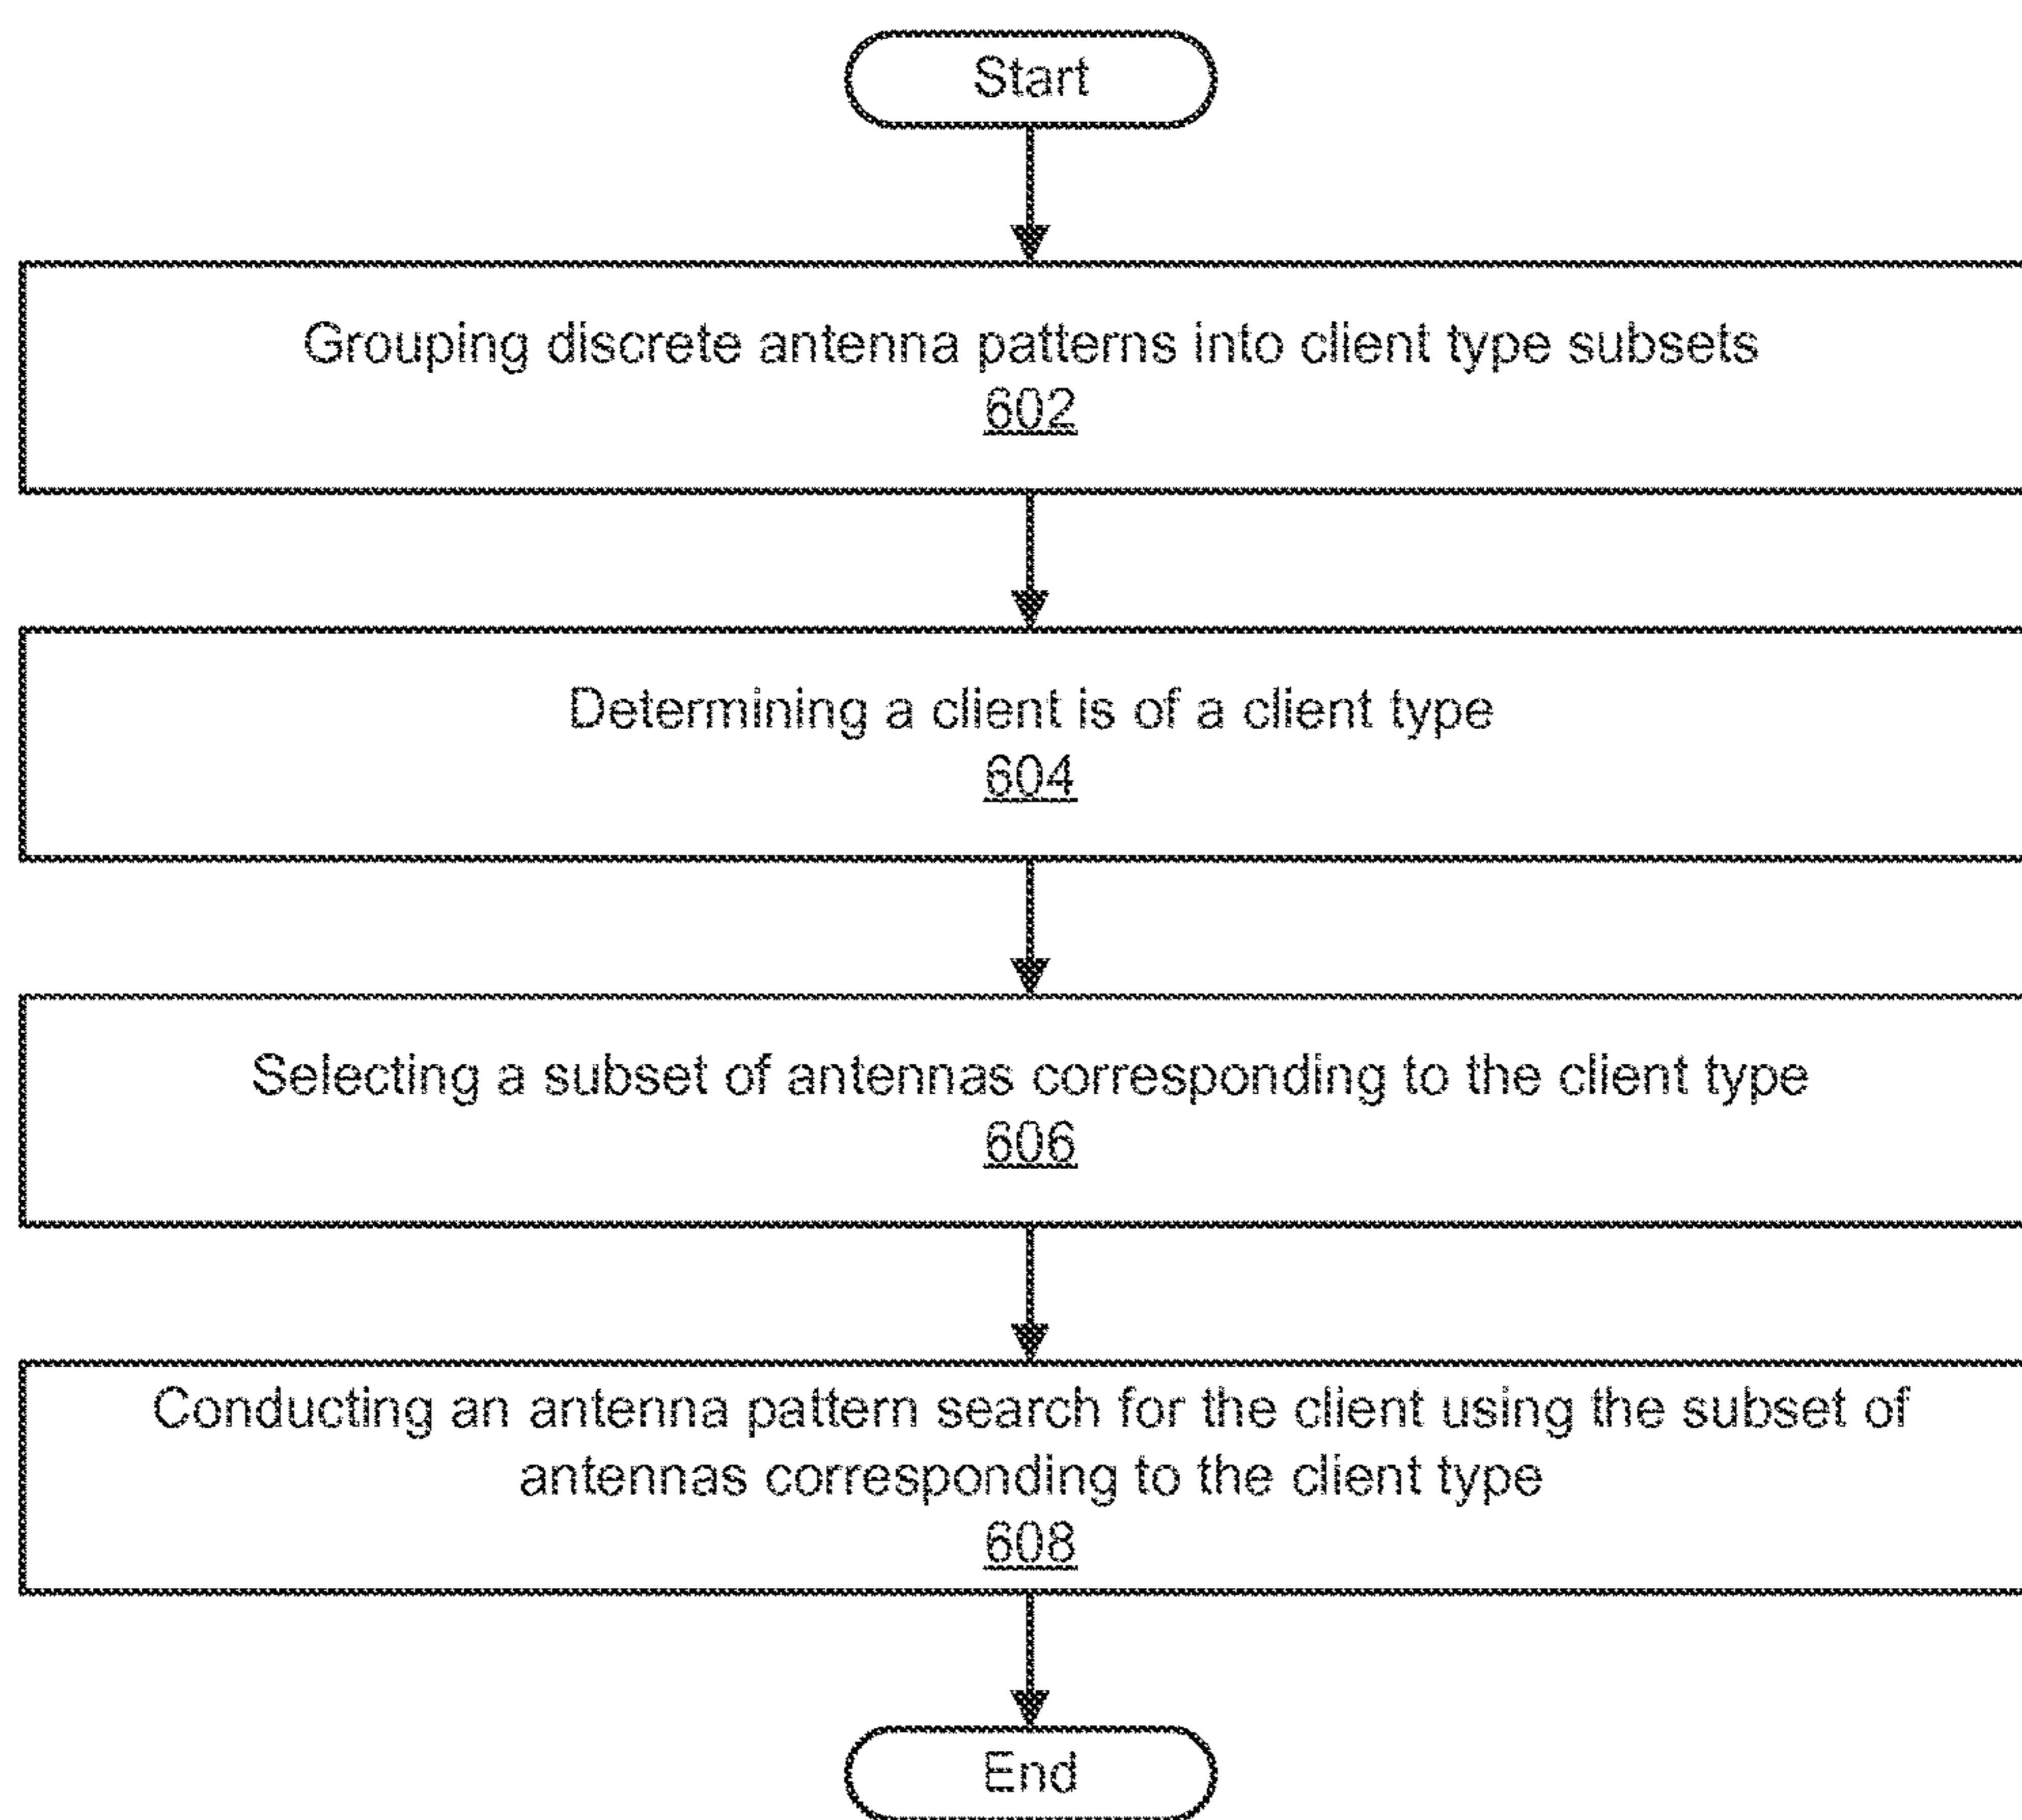 Start
Grouping discrete antenna patterns into client type subsets
602
Determining a client is of a client type
604
Selecting a subset of antennas corresponding to the client type
606
Conducting an antenna pattern search for the client using the subset of
antennas corresponding to the client type
608
End